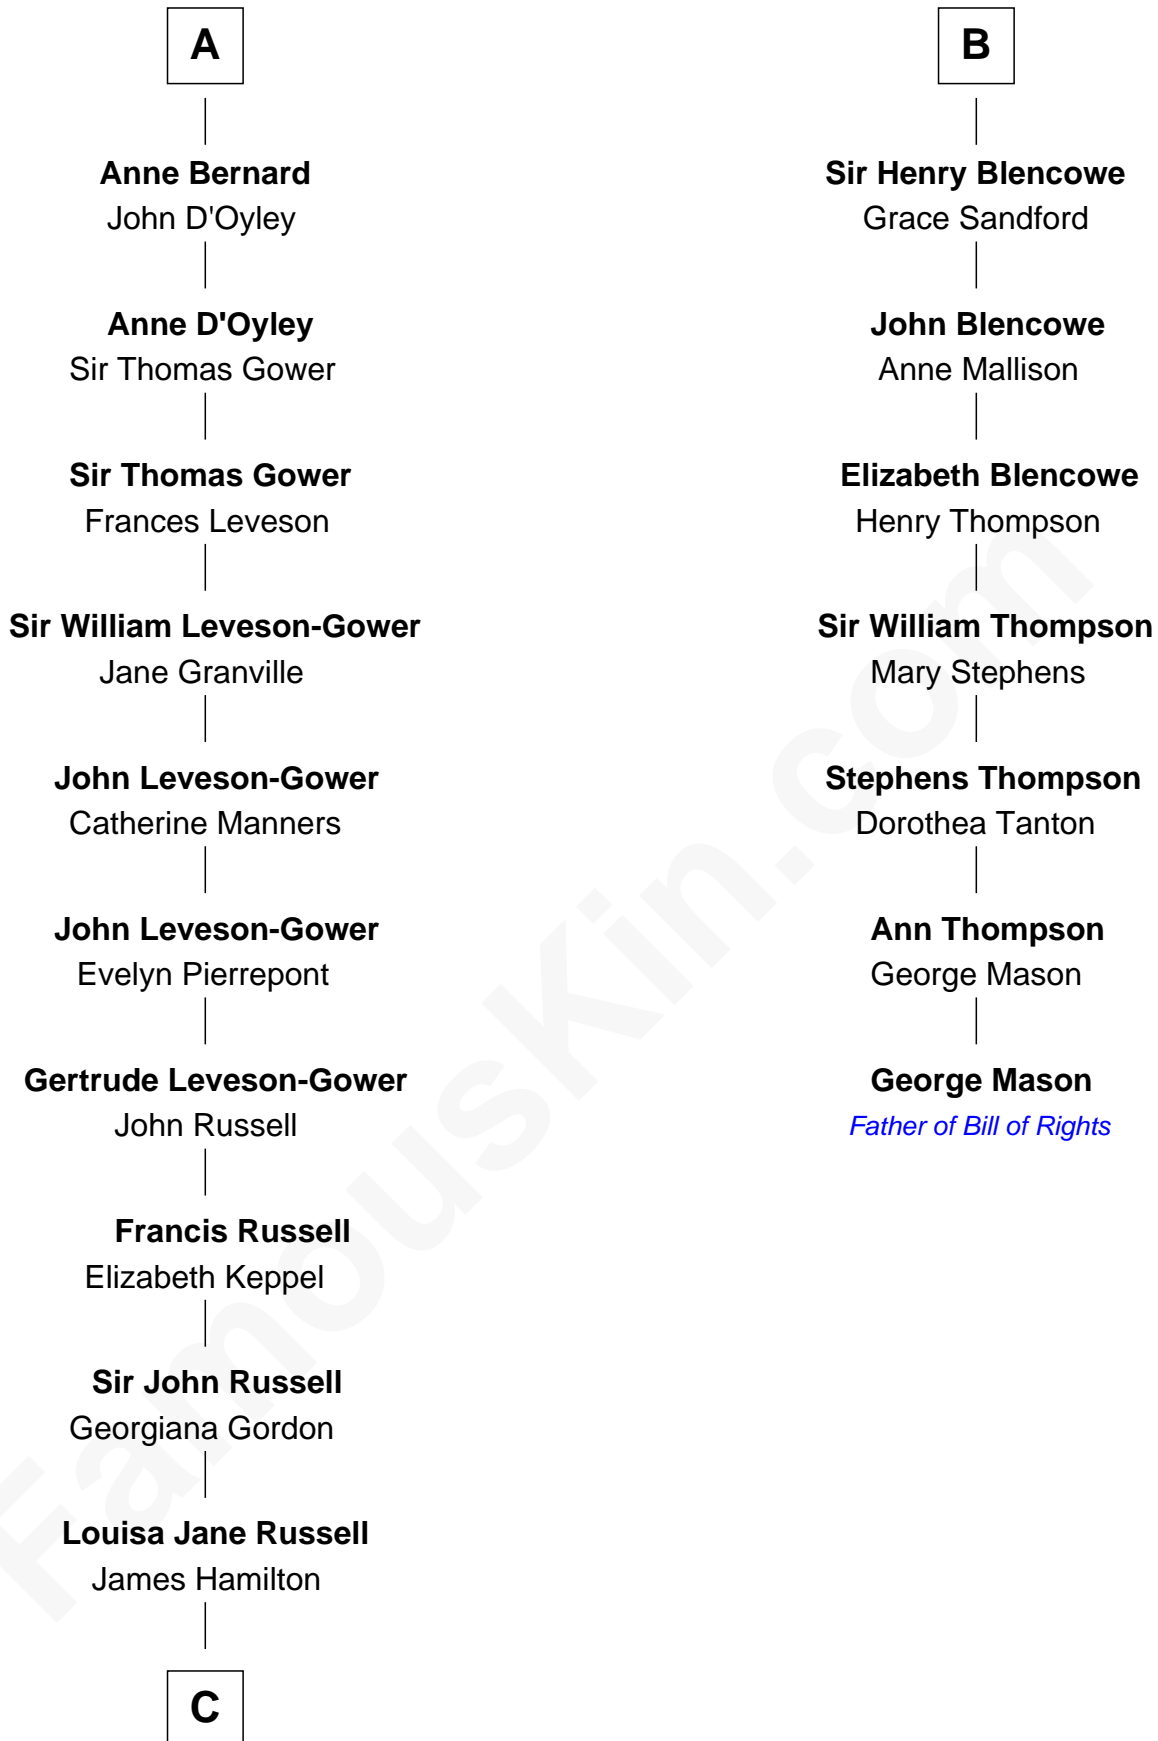 A
Anne Bernard
John D'Oyley
Anne D'Oyley
Sir Thomas Gower
Sir Thomas Gower
Frances Leveson
Sir William Leveson-Gower
Jane Granville
John Leveson-Gower
Catherine Manners
John Leveson-Gower
Evelyn Pierrepont
Gertrude Leveson-Gower
John Russell
Francis Russell
Elizabeth Keppel
Sir John Russell
Georgiana Gordon
Louisa Jane Russell
James Hamilton
C
B
Sir Henry Blencowe
Grace Sandford
John Blencowe
Anne Mallison
Elizabeth Blencowe
Henry Thompson
Sir William Thompson
Mary Stephens
Stephens Thompson
Dorothea Tanton
Ann Thompson
George Mason
George Mason
Father of Bill of Rights
FamousKin.com